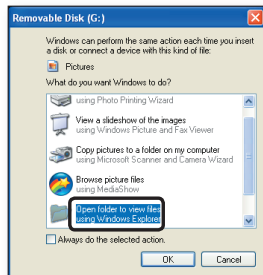 Removable Disk (G:)
Windows can perform the same action each time you insert
a disk or connect a device with this kind of file:
Pictures
What do you want Windows to do?
using Photo Printing Wizard
View a slideshow of the images
using Windows Picture and Fax Viewer
Copy pictures to a folder on my computer
using Microsoft Scanner and Camera Wizard
Browse picture files
using MediaShow
Open folder to view files
using Windows Explorer
Always do the selected action.
OK
Cancel